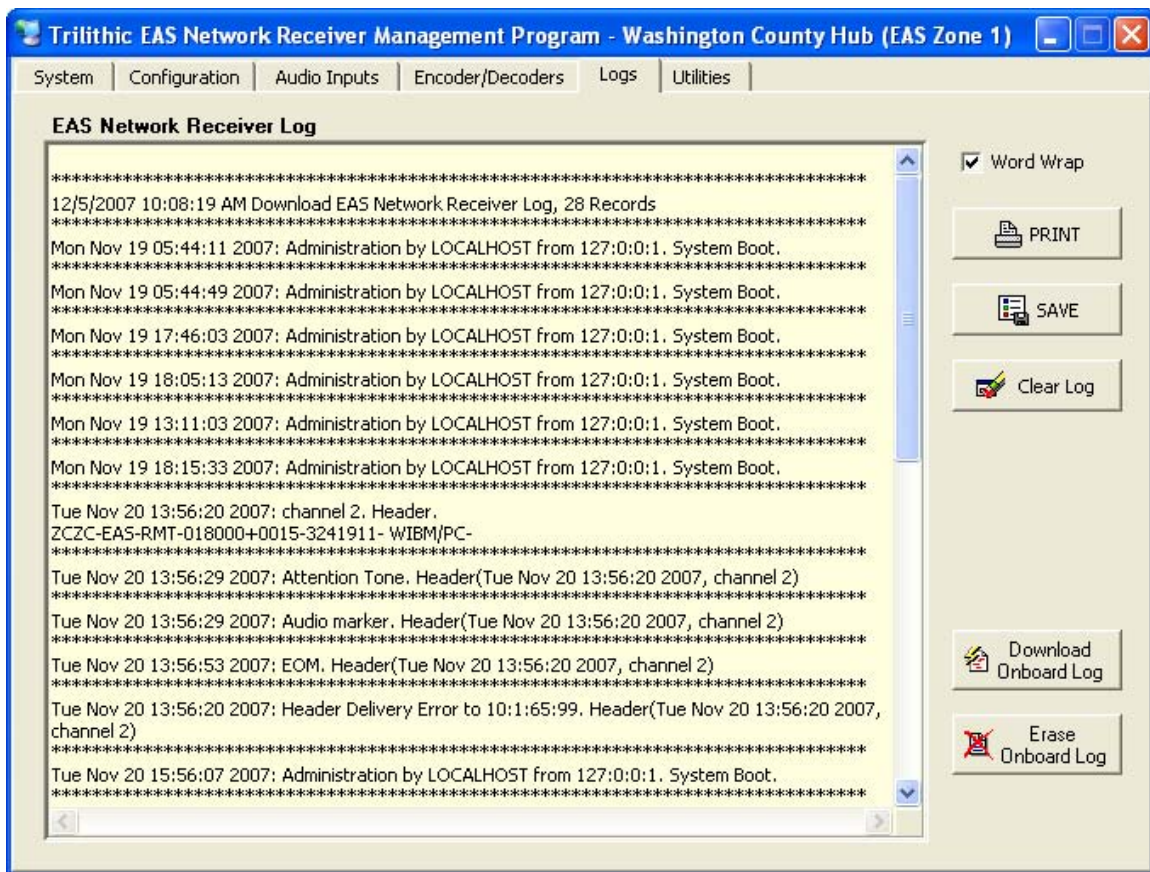 Trilithic EAS Network Receiver Management Program - Washington County Hub (EAS Zone 1)
System Configuration Audio Inputs Encoder/Decoders Logs Utilities
EAS Network Receiver Log
********************************************************************************
12/5/2007 10:08:19 AM Download EAS Network Receiver Log, 28 Records
********************************************************************************
Mon Nov 19 05:44:11 2007: Administration by LOCALHOST from 127:0:0:1. System Boot.
********************************************************************************
Mon Nov 19 05:44:49 2007: Administration by LOCALHOST from 127:0:0:1. System Boot.
********************************************************************************
Mon Nov 19 17:46:03 2007: Administration by LOCALHOST from 127:0:0:1. System Boot.
********************************************************************************
Mon Nov 19 18:05:13 2007: Administration by LOCALHOST from 127:0:0:1. System Boot.
********************************************************************************
Mon Nov 19 13:11:03 2007: Administration by LOCALHOST from 127:0:0:1. System Boot.
********************************************************************************
Mon Nov 19 18:15:33 2007: Administration by LOCALHOST from 127:0:0:1. System Boot.
********************************************************************************
Tue Nov 20 13:56:20 2007: channel 2. Header.
ZCZC-EAS-RMT-018000+0015-3241911- WIBM/PC-
********************************************************************************
Tue Nov 20 13:56:29 2007: Attention Tone. Header(Tue Nov 20 13:56:20 2007, channel 2)
********************************************************************************
Tue Nov 20 13:56:29 2007: Audio marker. Header(Tue Nov 20 13:56:20 2007, channel 2)
********************************************************************************
Tue Nov 20 13:56:53 2007: EOM. Header(Tue Nov 20 13:56:20 2007, channel 2)
********************************************************************************
Tue Nov 20 13:56:20 2007: Header Delivery Error to 10:1:65:99. Header(Tue Nov 20 13:56:20 2007,
channel 2)
********************************************************************************
Tue Nov 20 15:56:07 2007: Administration by LOCALHOST from 127:0:0:1. System Boot.
********************************************************************************
Word Wrap
PRINT
SAVE
Clear Log
Download
Onboard Log
Erase
Onboard Log